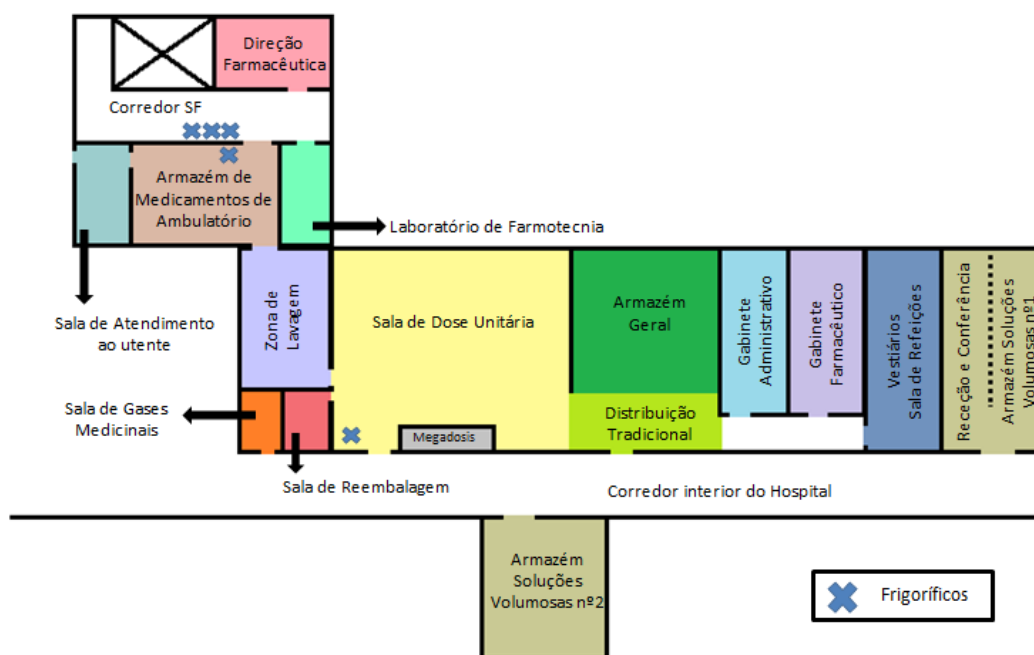 Direção
Farmacêutica
Corredor SF
Armazém de
Medicamentos de
Ambulatório
Laboratório de Farmotecnia
Sala de Atendimento
ao utente
Zona de
Lavagem
Sala de Dose Unitária
Armazém
Geral
Gabinete
Administrativo
Gabinete
Farmacêutico
Vestiários
Sala de Refeições
Receção e Conferência
Armazém Soluções
Volumosas nº1
Sala de Gases
Medicinais
Distribuição
Tradicional
Megadosis
Sala de Reembalagem
Corredor interior do Hospital
Armazém
Soluções
Volumosas nº2
Frigoríficos